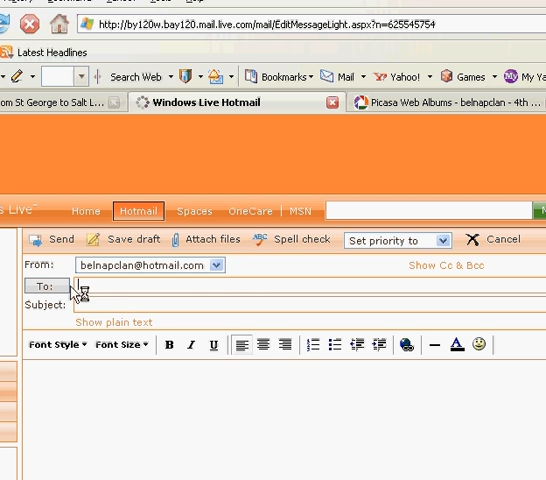 http://by120w.bay120.mail.live.com/mail/EditMessageLight.aspx?n=625545754
Latest Headlines
Search Web Bookmarks Mail Yahoo! Games My Ya
om St George to Salt L... Windows Live Hotmail Picasa Web Albums - belnapclan - 4th ...
s Live™ Home Hotmail Spaces OneCare | MSN
Send Save draft Attach files ABC Spell check Set priority to Cancel
From: belnapclan@hotmail.com Show Cc & Bcc
To:
Subject:
Show plain text
Font Style Font Size B I U A